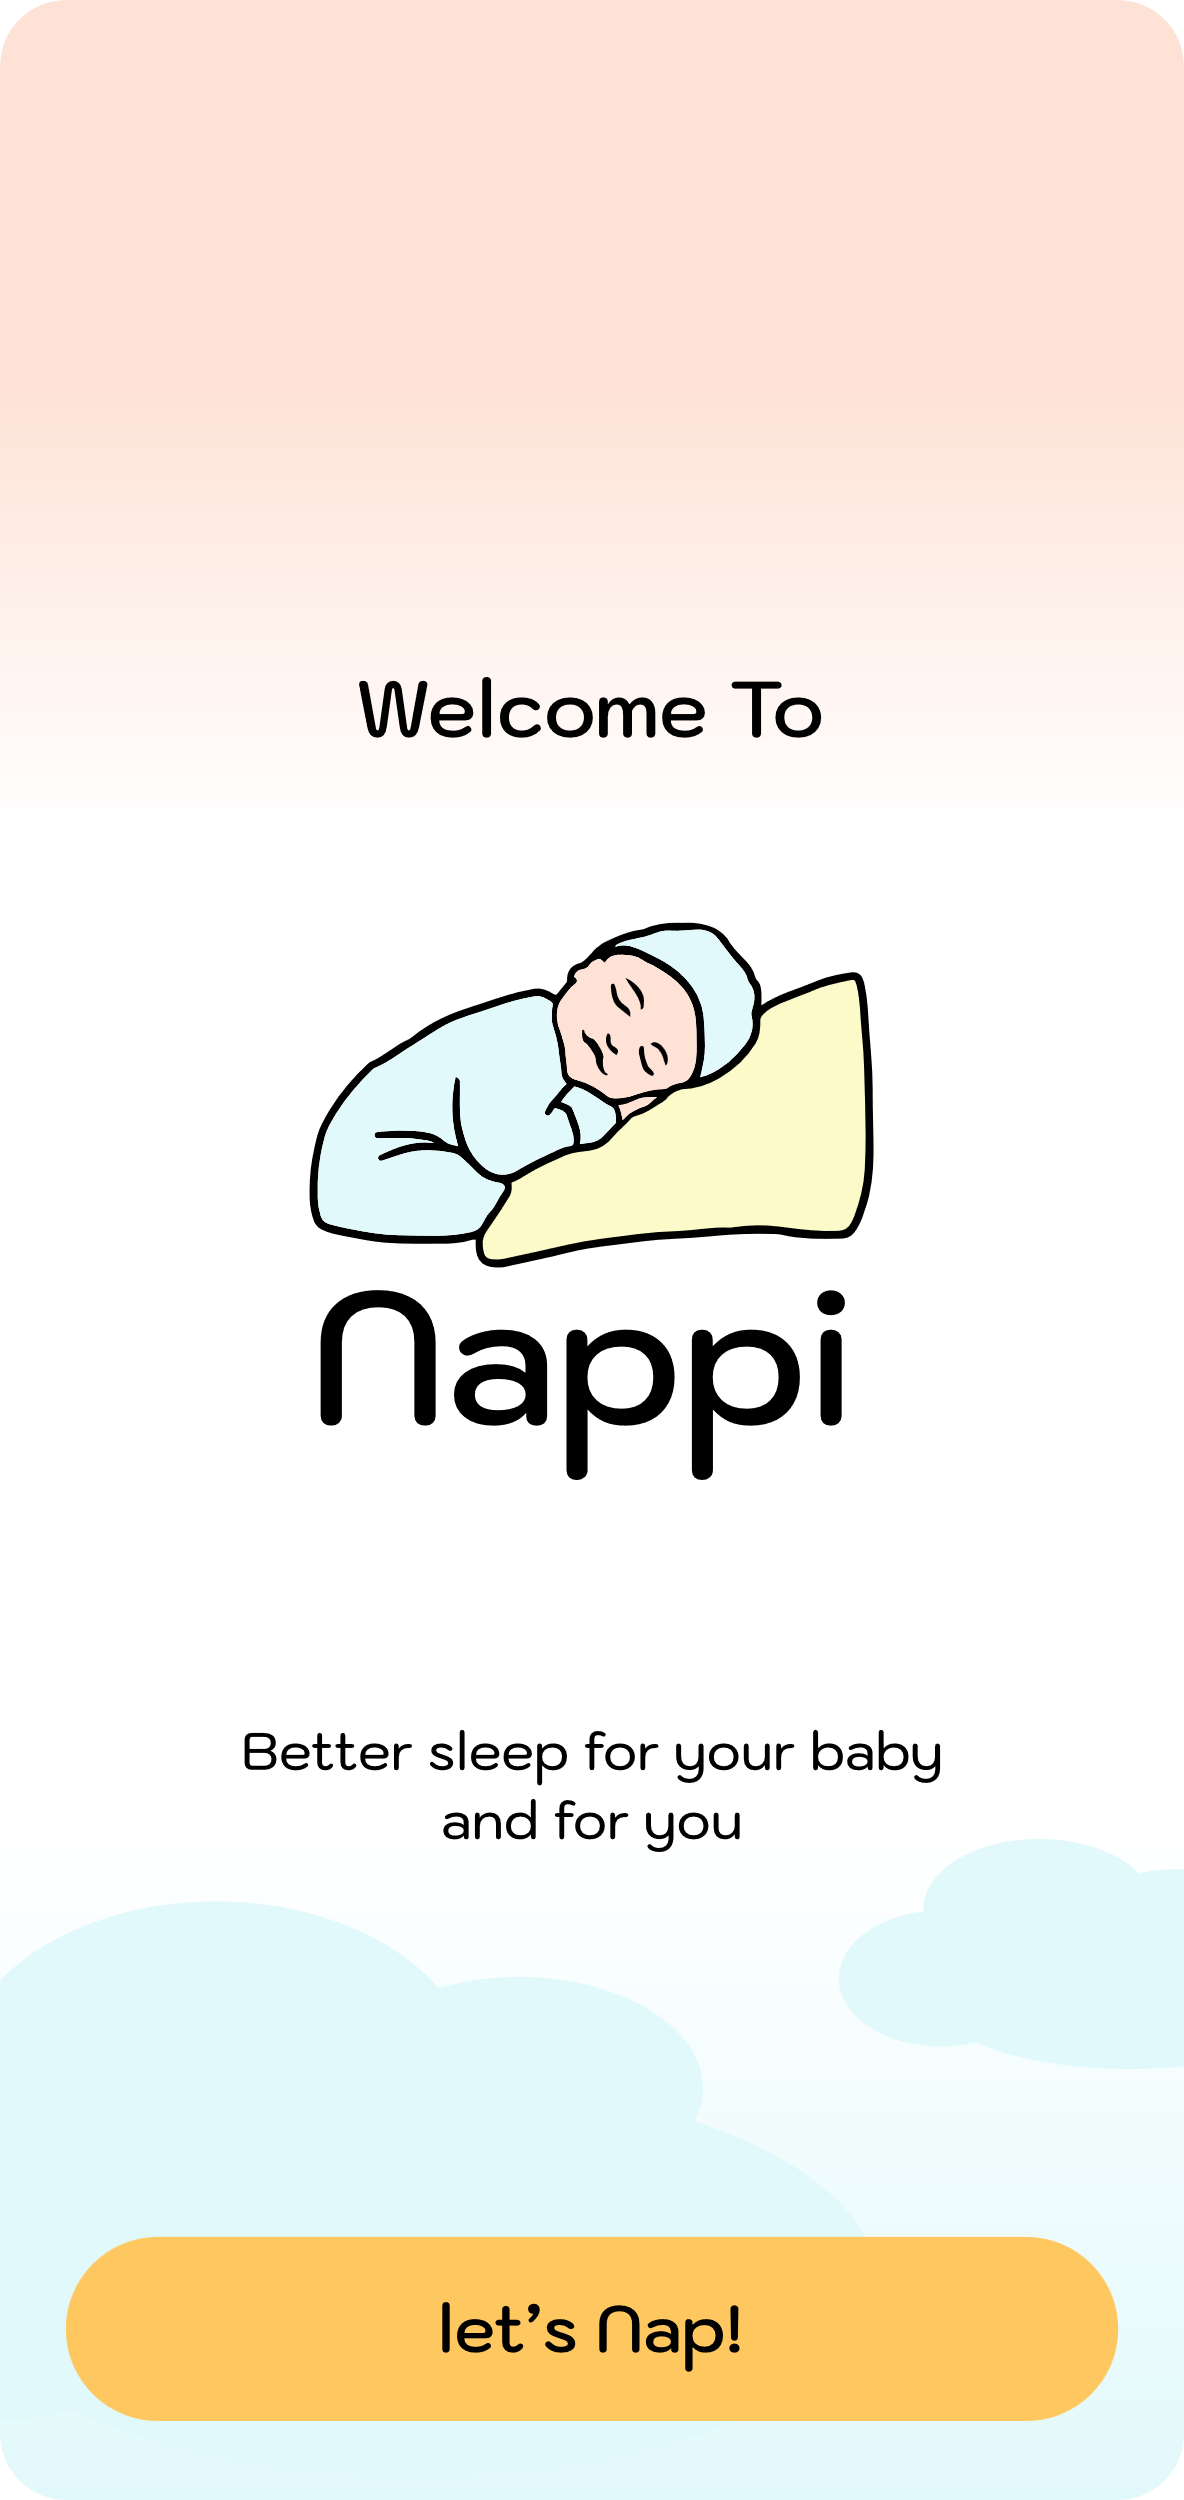 Welcome To
Nappi
Better sleep for your baby
and for you
let’s Nap!